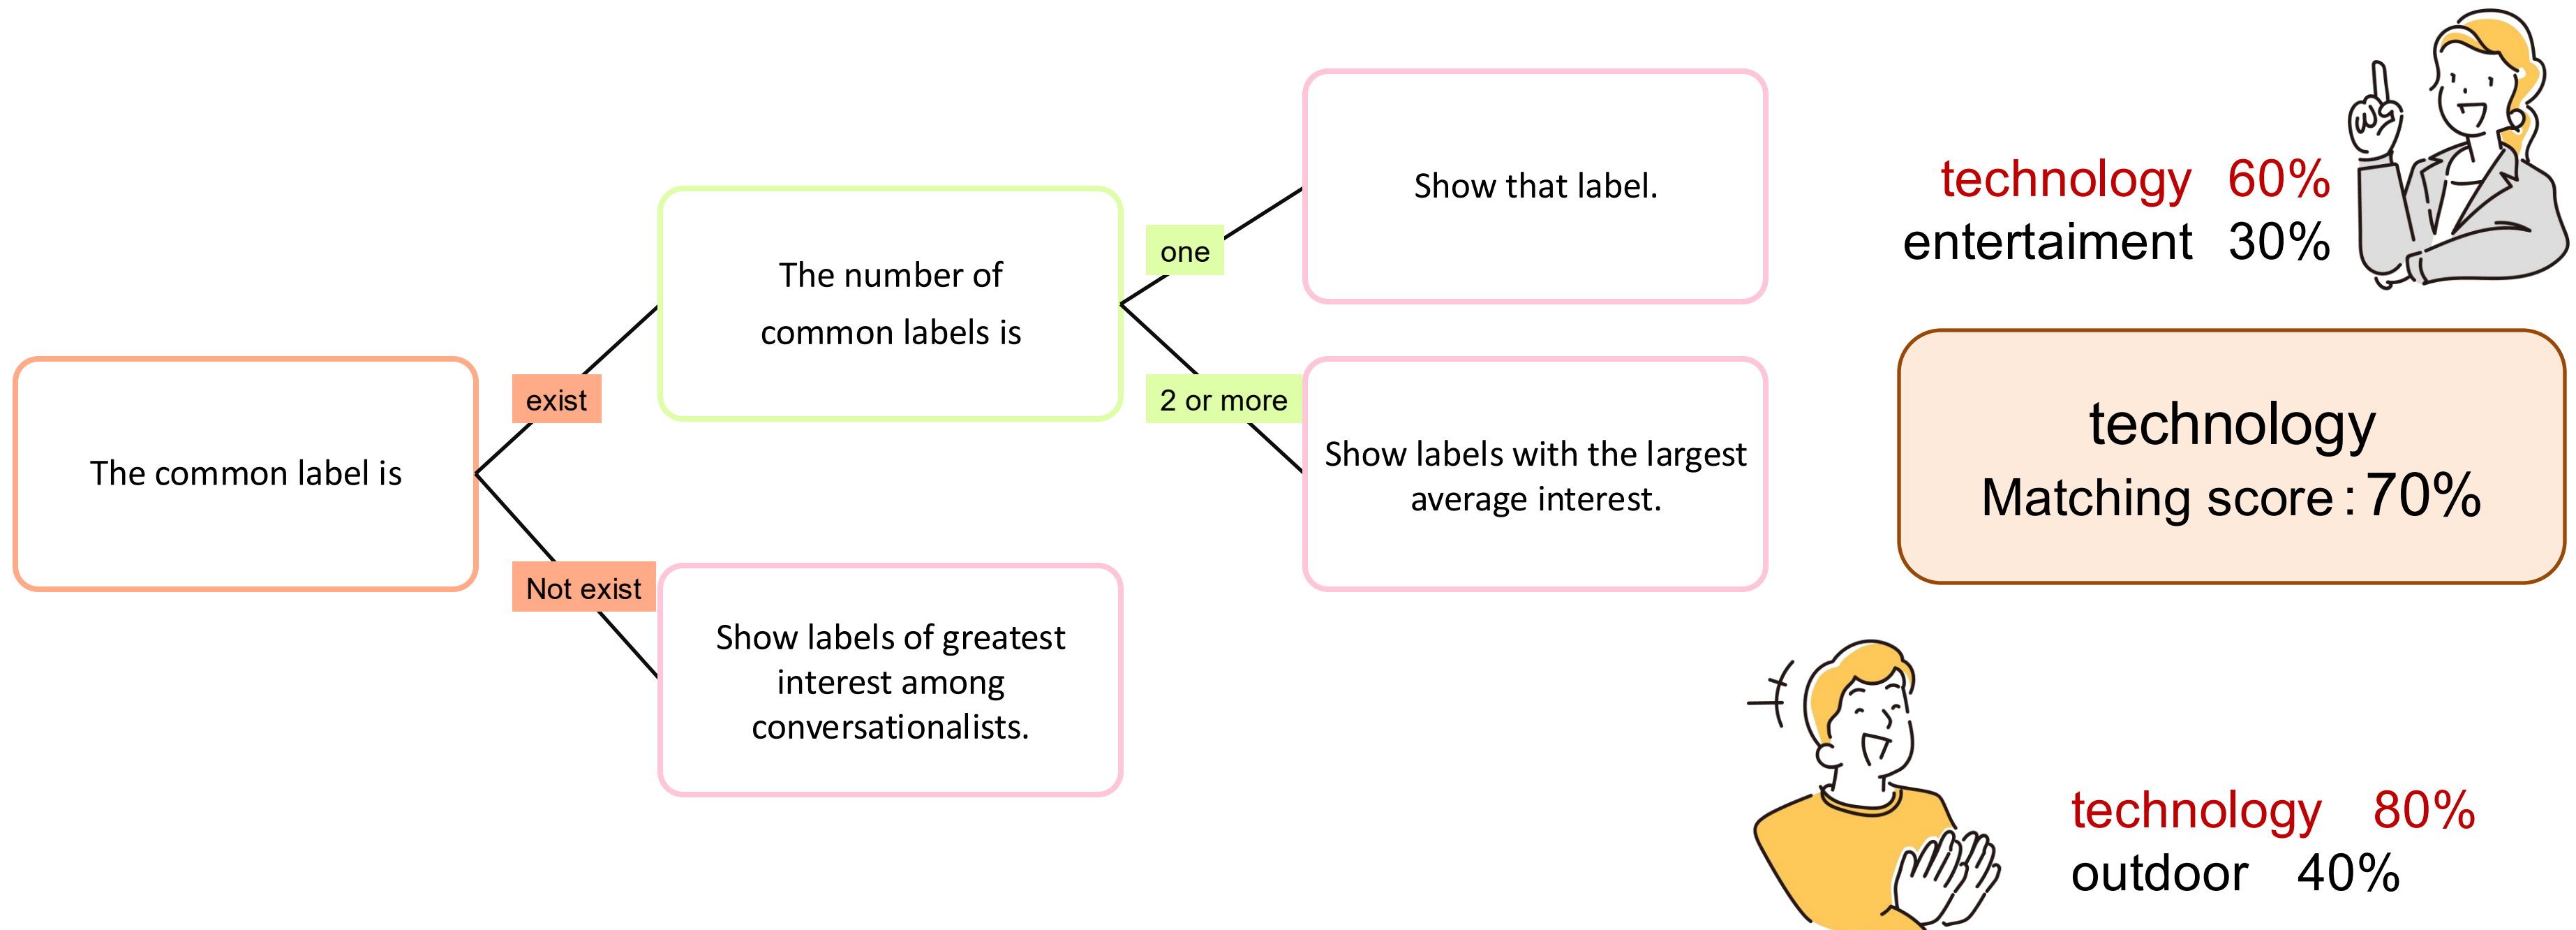 The common label is
exist
Not exist
The number of
common labels is
Show labels of greatest
interest among
conversationalists.
one
2 or more
Show that label.
Show labels with the largest
average interest.
technology 60%
entertaiment 30%
technology
Matching score : 70%
technology 80%
outdoor 40%